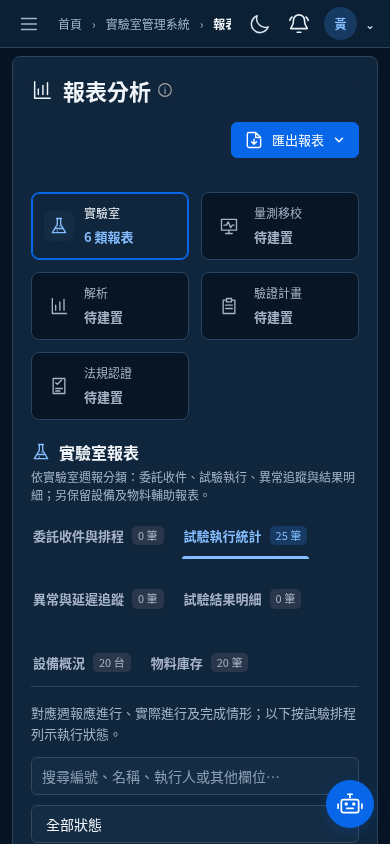 首頁 › 實驗室管理系統 › 報表 黃
報表分析
匯出報表
實驗室
6 類報表
量測移校
待建置
解析
待建置
驗證計畫
待建置
法規認證
待建置
實驗室報表
依實驗室週報分類：委託收件、試驗執行、異常追蹤與結果明
細；另保留設備及物料輔助報表。
委託收件與排程 0 筆 試驗執行統計 25 筆
異常與延遲追蹤 0 筆 試驗結果明細 0 筆
設備概況 20 台 物料庫存 20 筆
對應週報應進行、實際進行及完成情形；以下按試驗排程
列示執行狀態。
搜尋編號、名稱、執行人或其他欄位…
全部狀態